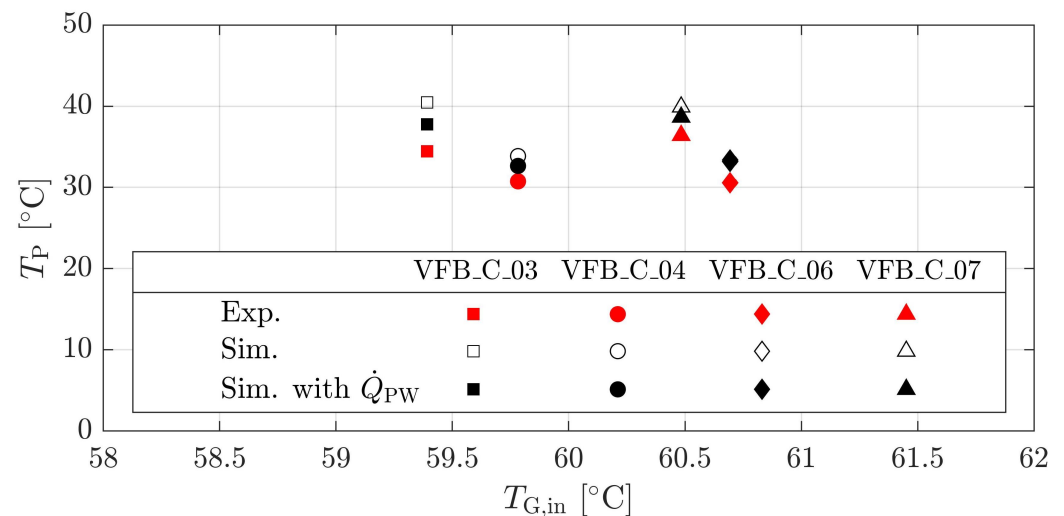 50
40
30
20
10
0
T_P [°C]
VFB_C_03 VFB_C_04 VFB_C_06 VFB_C_07
Exp.
Sim.
Sim. with Q̇_PW
58 58.5 59 59.5 60 60.5 61 61.5 62
T_G,in [°C]